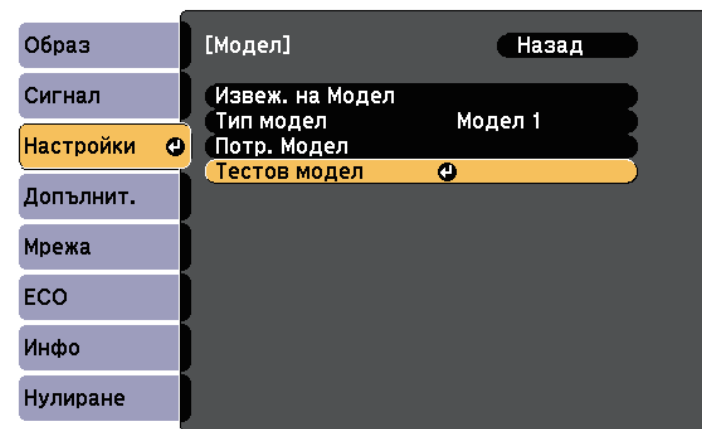 Образ
Сигнал
Настройки
Допълнит.
Мрежа
ECO
Инфо
Нулиране
[Модел] Назад
Извеж. на Модел
Тип модел Модел 1
Потр. Модел
Тестов модел